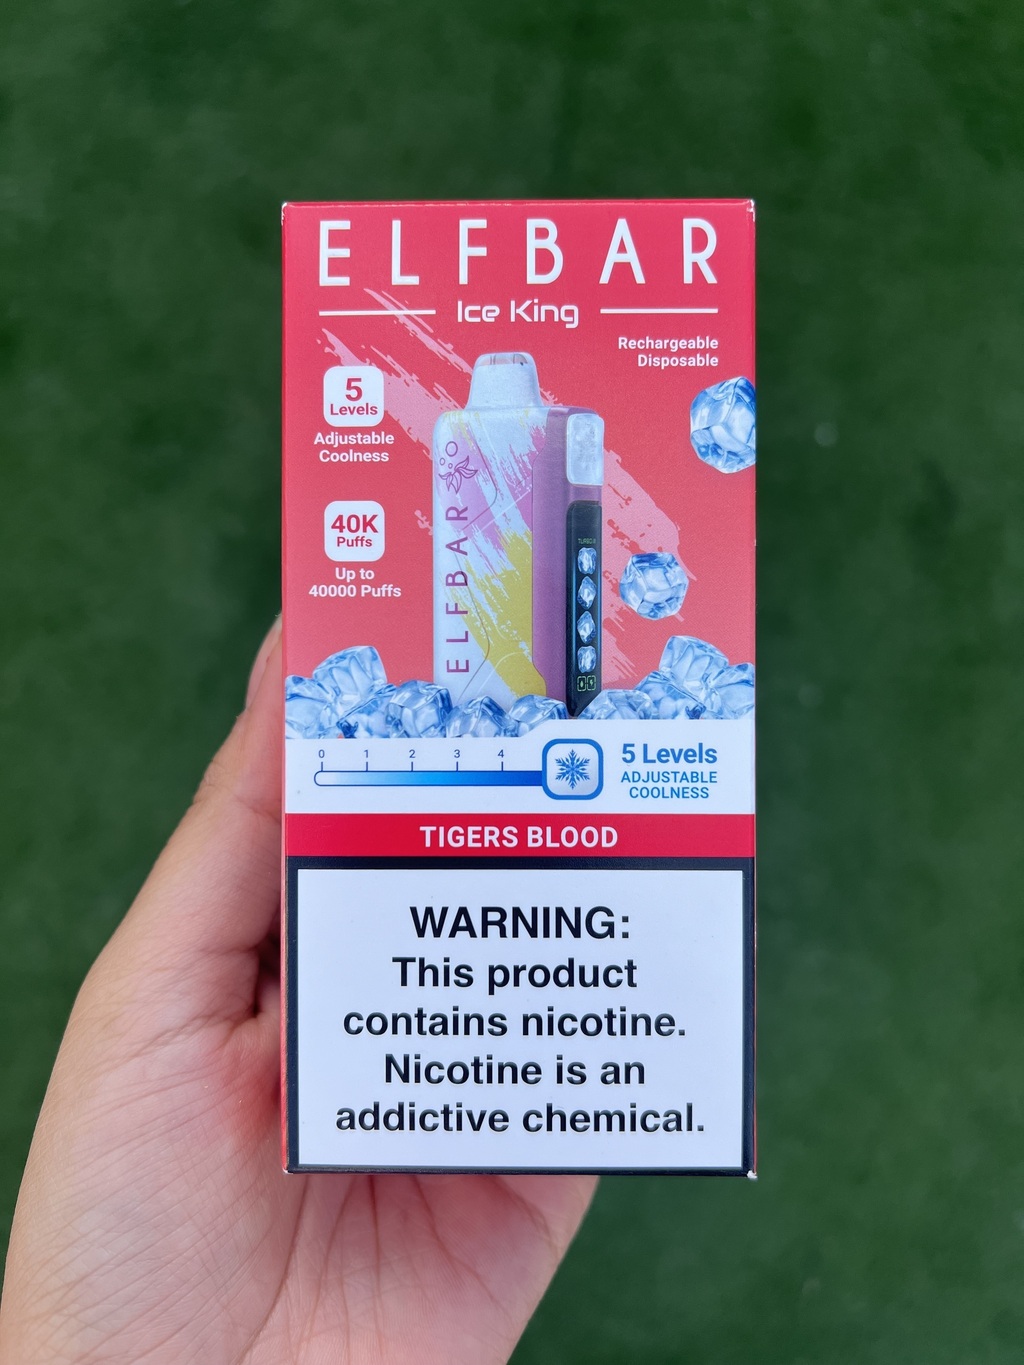 ELFBAR
Ice King
Rechargeable
Disposable
5
Levels
Adjustable
Coolness
40K
Puffs
Up to
40000 Puffs
ELFBAR
TURBO
0 1 2 3 4
5 Levels
ADJUSTABLE
COOLNESS
TIGERS BLOOD
WARNING:
This product
contains nicotine.
Nicotine is an
addictive chemical.